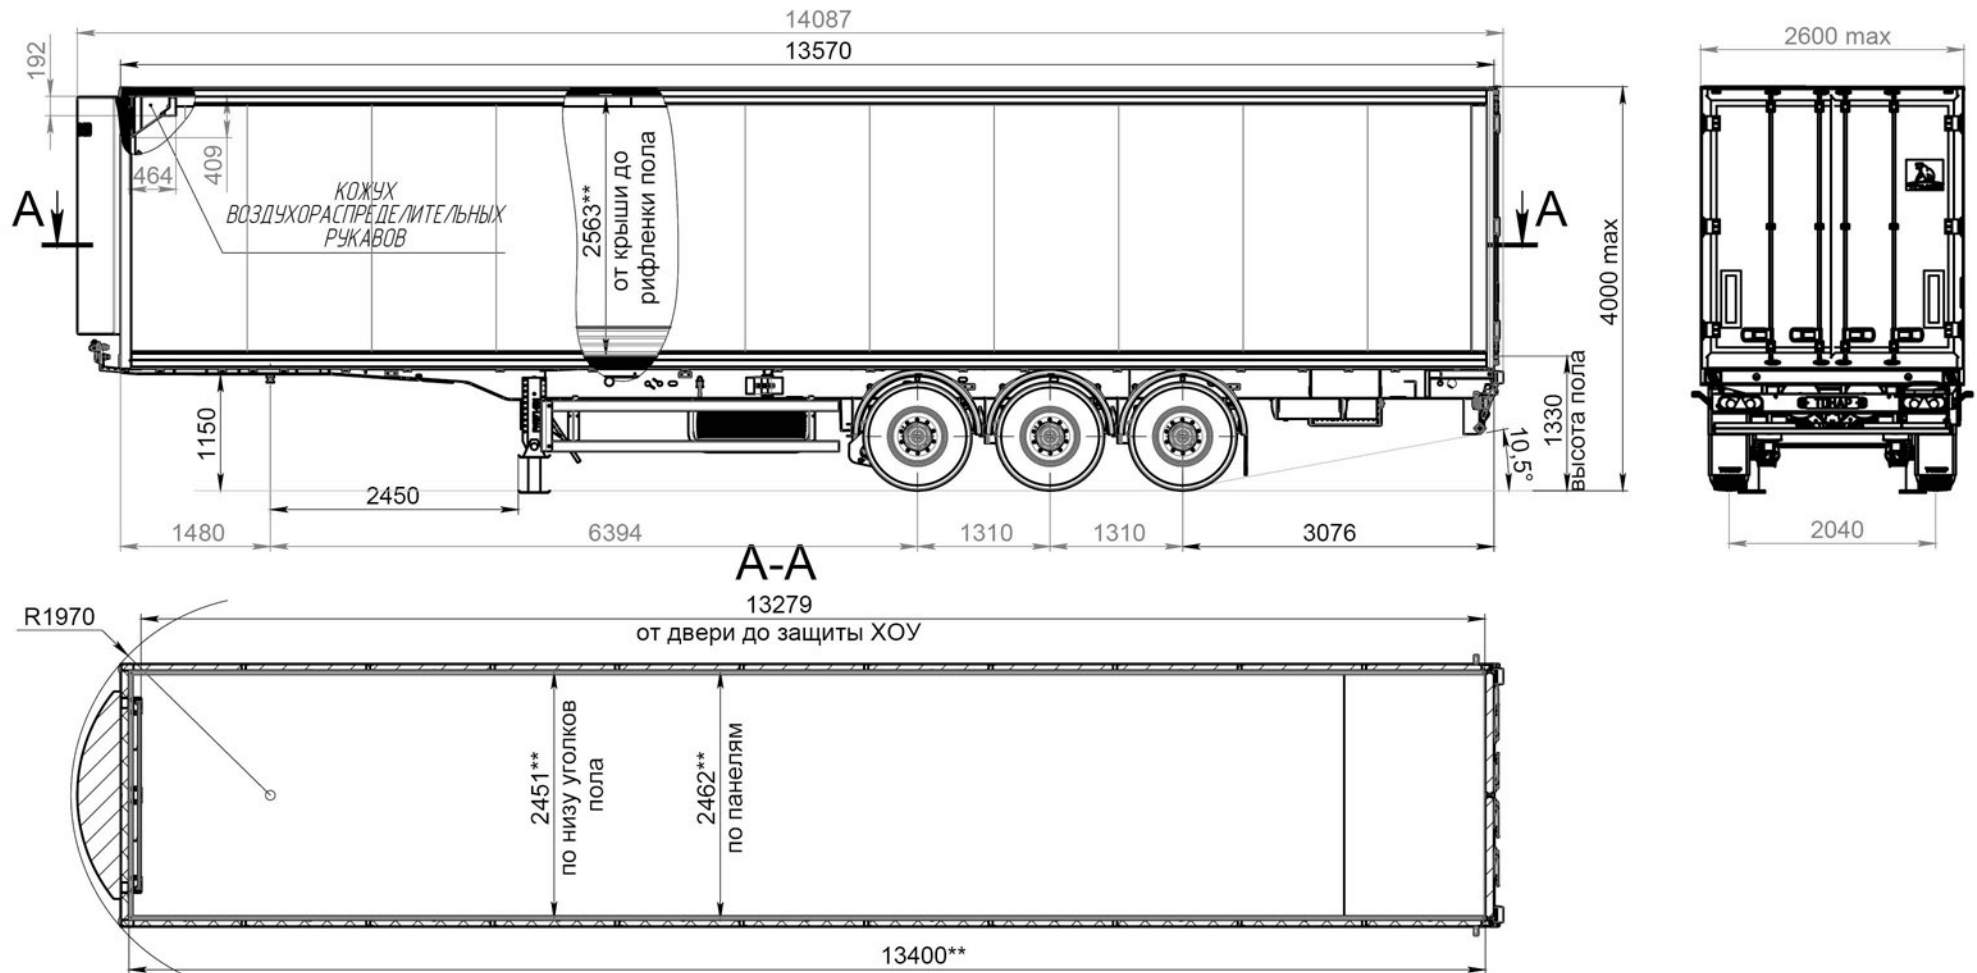 14087
13570
2600 max
192
464
409
КОЖУХ
ВОЗДУХОРАСПРЕДЕЛИТЕЛЬНЫХ
РУКАВОВ
2563**
от крыши до
рифленки пола
А
А
4000 max
1150
2450
1330
высота пола
10,5°
ТОНАР
1480
6394
1310
1310
3076
2040
А-А
R1970
13279
от двери до защиты ХОУ
2451**
по низу уголков
пола
2462**
по панелям
13400**